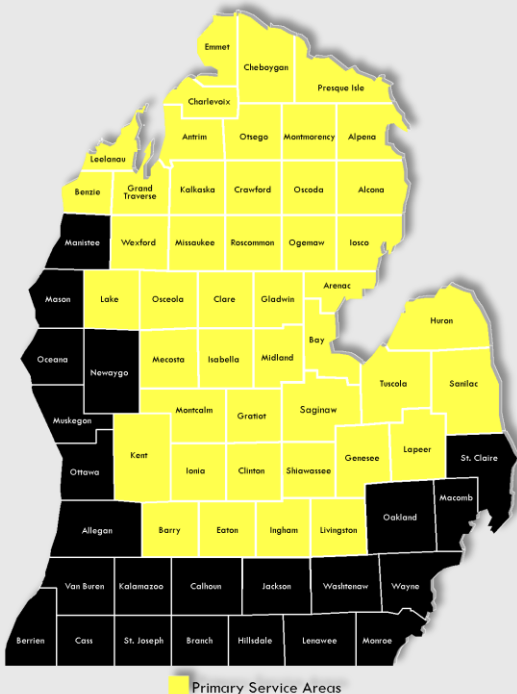 Emmet
Cheboygan
Presque Isle
Charlevoix
Antrim
Otsego
Montmorency
Alpena
Leelanau
Benzie
Grand
Traverse
Kalkaska
Crawford
Oscoda
Alcona
Manistee
Wexford
Missaukee
Roscommon
Ogemaw
Iosco
Mason
Lake
Osceola
Clare
Gladwin
Arenac
Huron
Oceana
Newaygo
Mecosta
Isabella
Midland
Bay
Tuscola
Sanilac
Muskegon
Montcalm
Gratiot
Saginaw
Kent
Ottawa
Ionia
Clinton
Shiawassee
Genesee
Lapeer
St. Claire
Macomb
Allegan
Barry
Eaton
Ingham
Livingston
Oakland
Van Buren
Kalamazoo
Calhoun
Jackson
Washtenaw
Wayne
Berrien
Cass
St. Joseph
Branch
Hillsdale
Lenawee
Monroe
Primary Service Areas